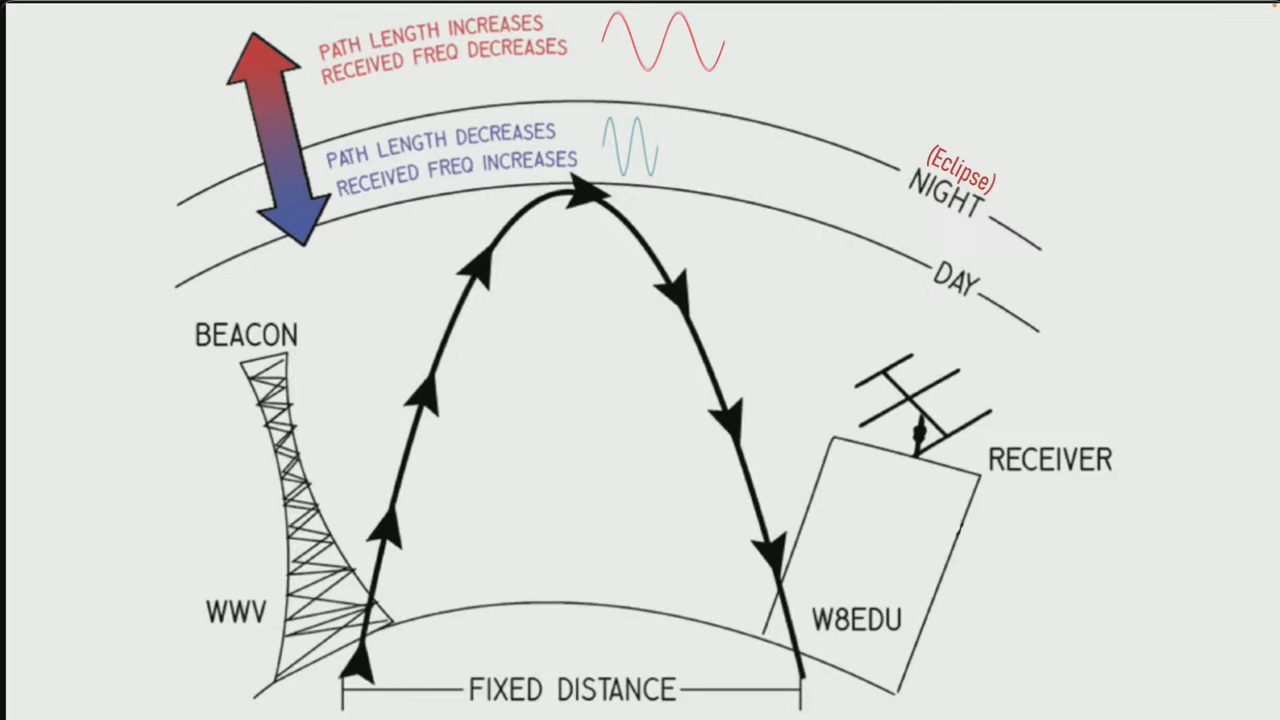 PATH LENGTH INCREASES
RECEIVED FREQ DECREASES
PATH LENGTH DECREASES
RECEIVED FREQ INCREASES
(Eclipse)
NIGHT
DAY
BEACON
RECEIVER
WWV
W8EDU
FIXED DISTANCE